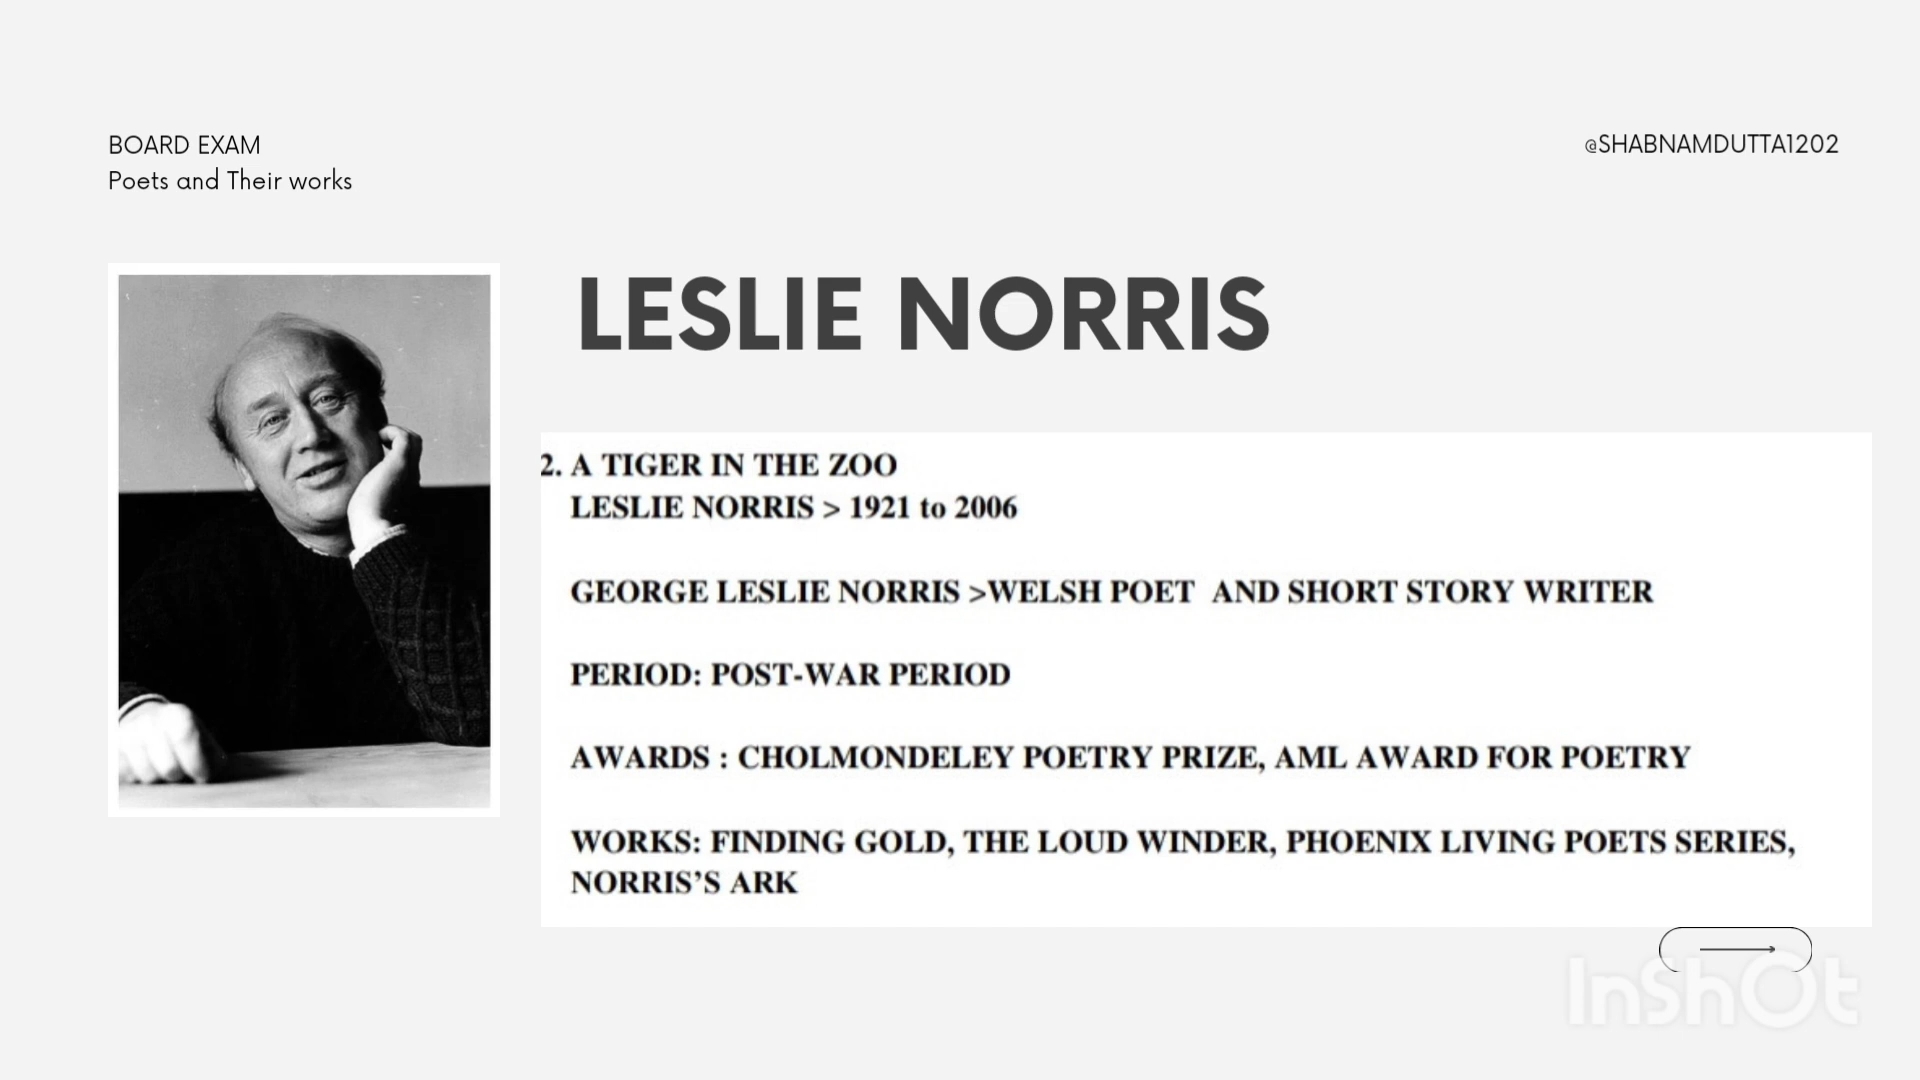 BOARD EXAM
Poets and Their works
@SHABNAMDUTTA1202
LESLIE NORRIS
2. A TIGER IN THE ZOO
LESLIE NORRIS > 1921 to 2006
GEORGE LESLIE NORRIS >WELSH POET AND SHORT STORY WRITER
PERIOD: POST-WAR PERIOD
AWARDS : CHOLMONDELEY POETRY PRIZE, AML AWARD FOR POETRY
WORKS: FINDING GOLD, THE LOUD WINDER, PHOENIX LIVING POETS SERIES,
NORRIS’S ARK
InShOt